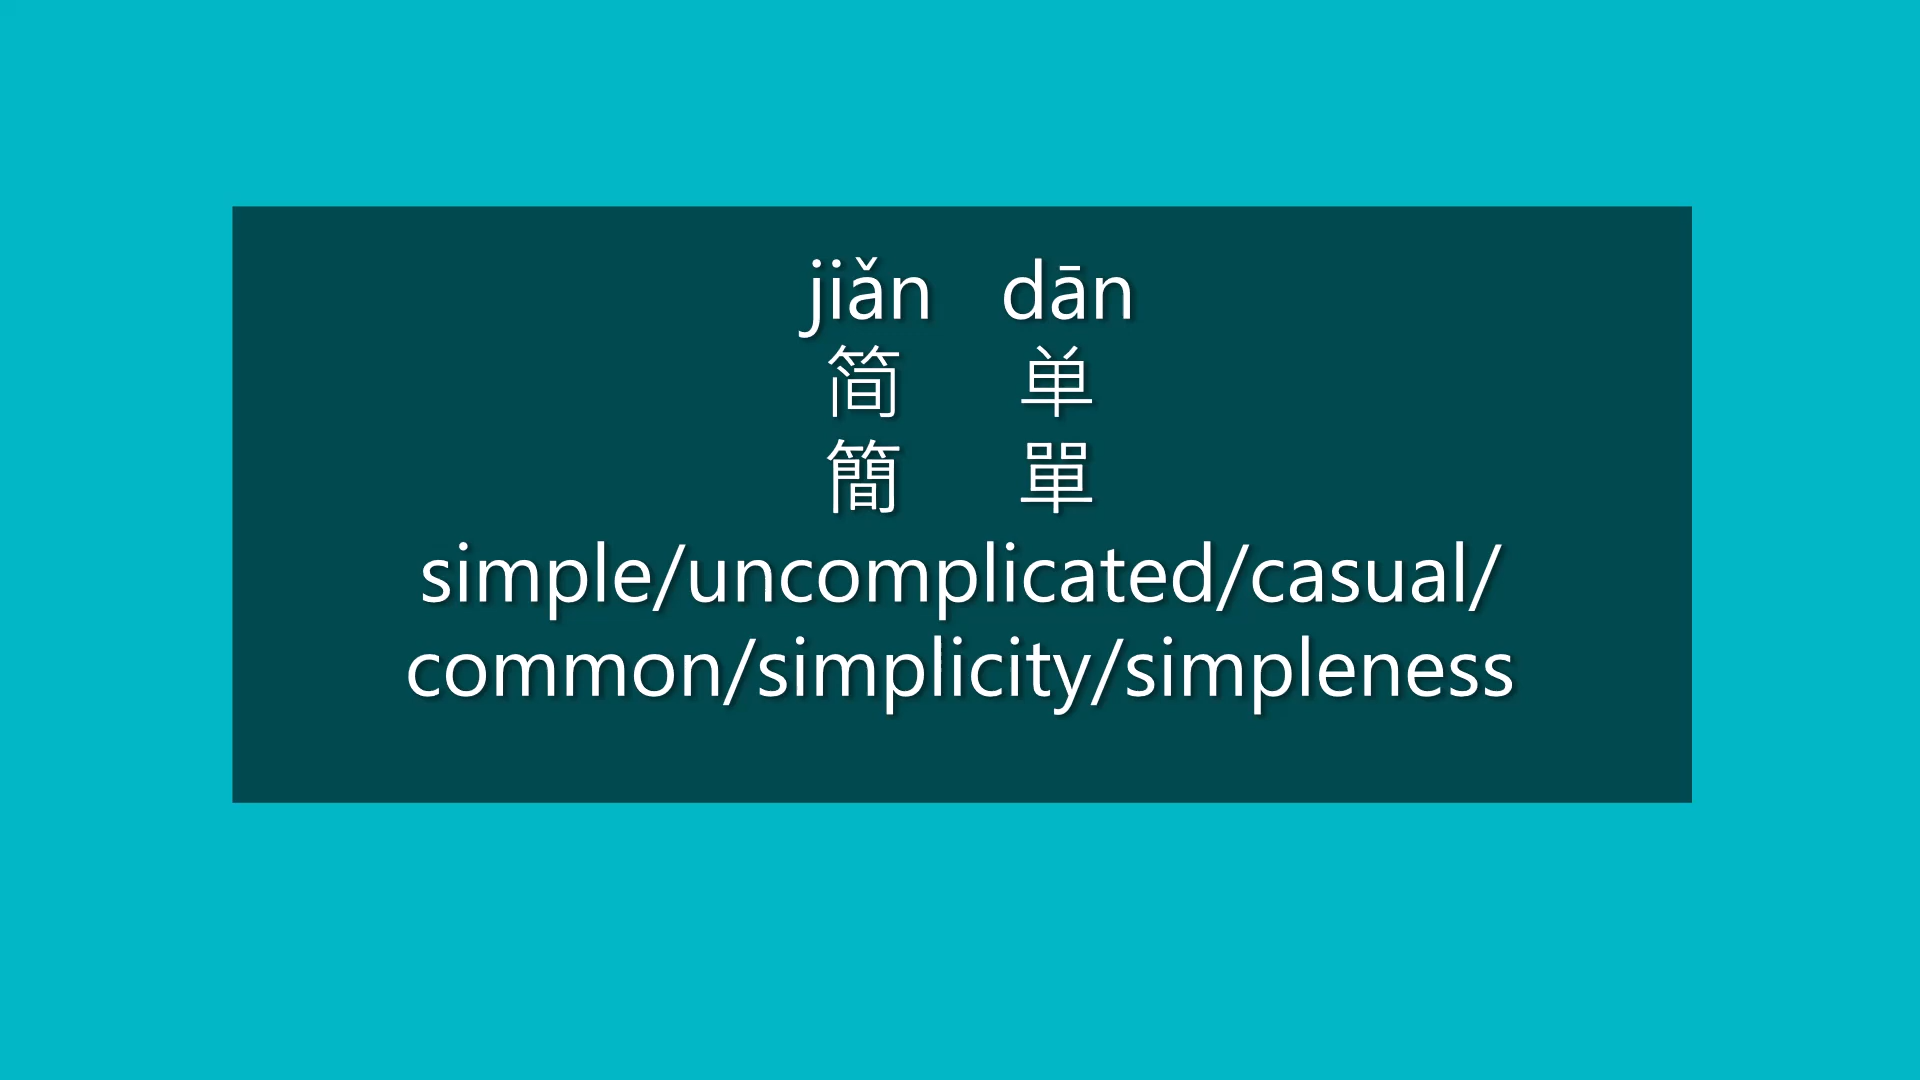 jiǎn dān
简 单
簡 單
simple/uncomplicated/casual/
common/simplicity/simpleness